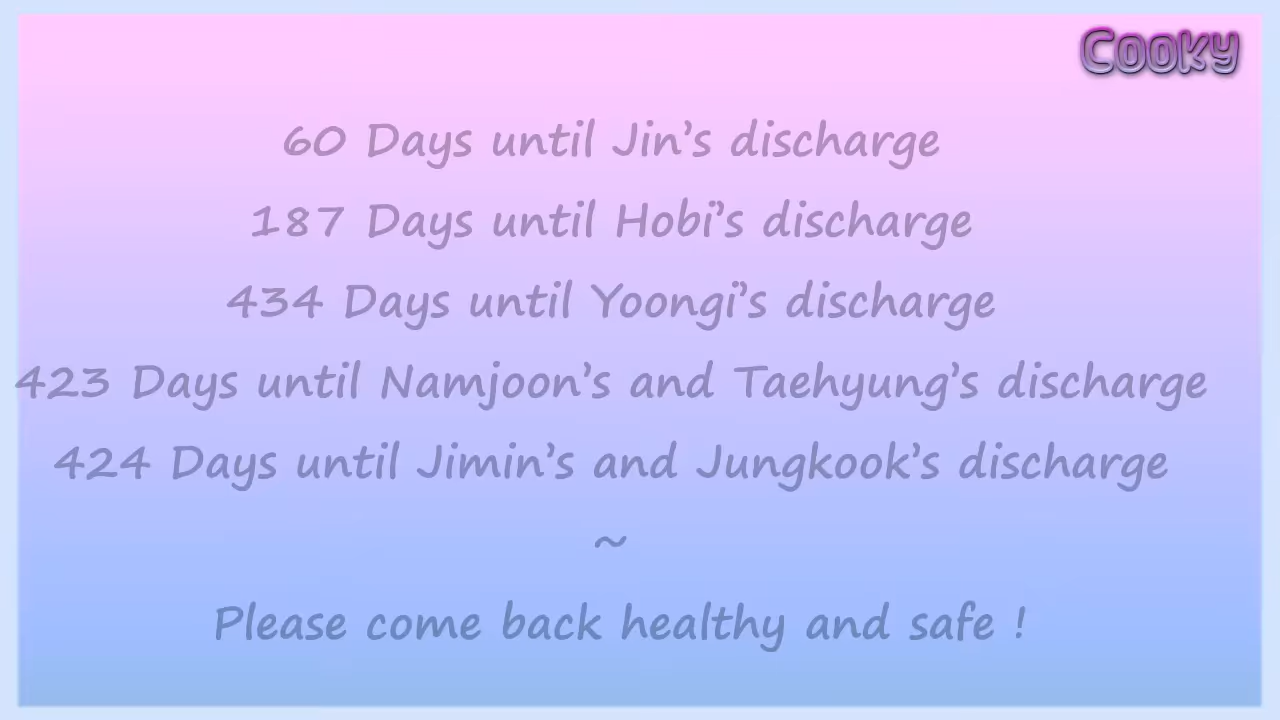 Cooky
60 Days until Jin’s discharge
187 Days until Hobi’s discharge
434 Days until Yoongi’s discharge
423 Days until Namjoon’s and Taehyung’s discharge
424 Days until Jimin’s and Jungkook’s discharge
~
Please come back healthy and safe !